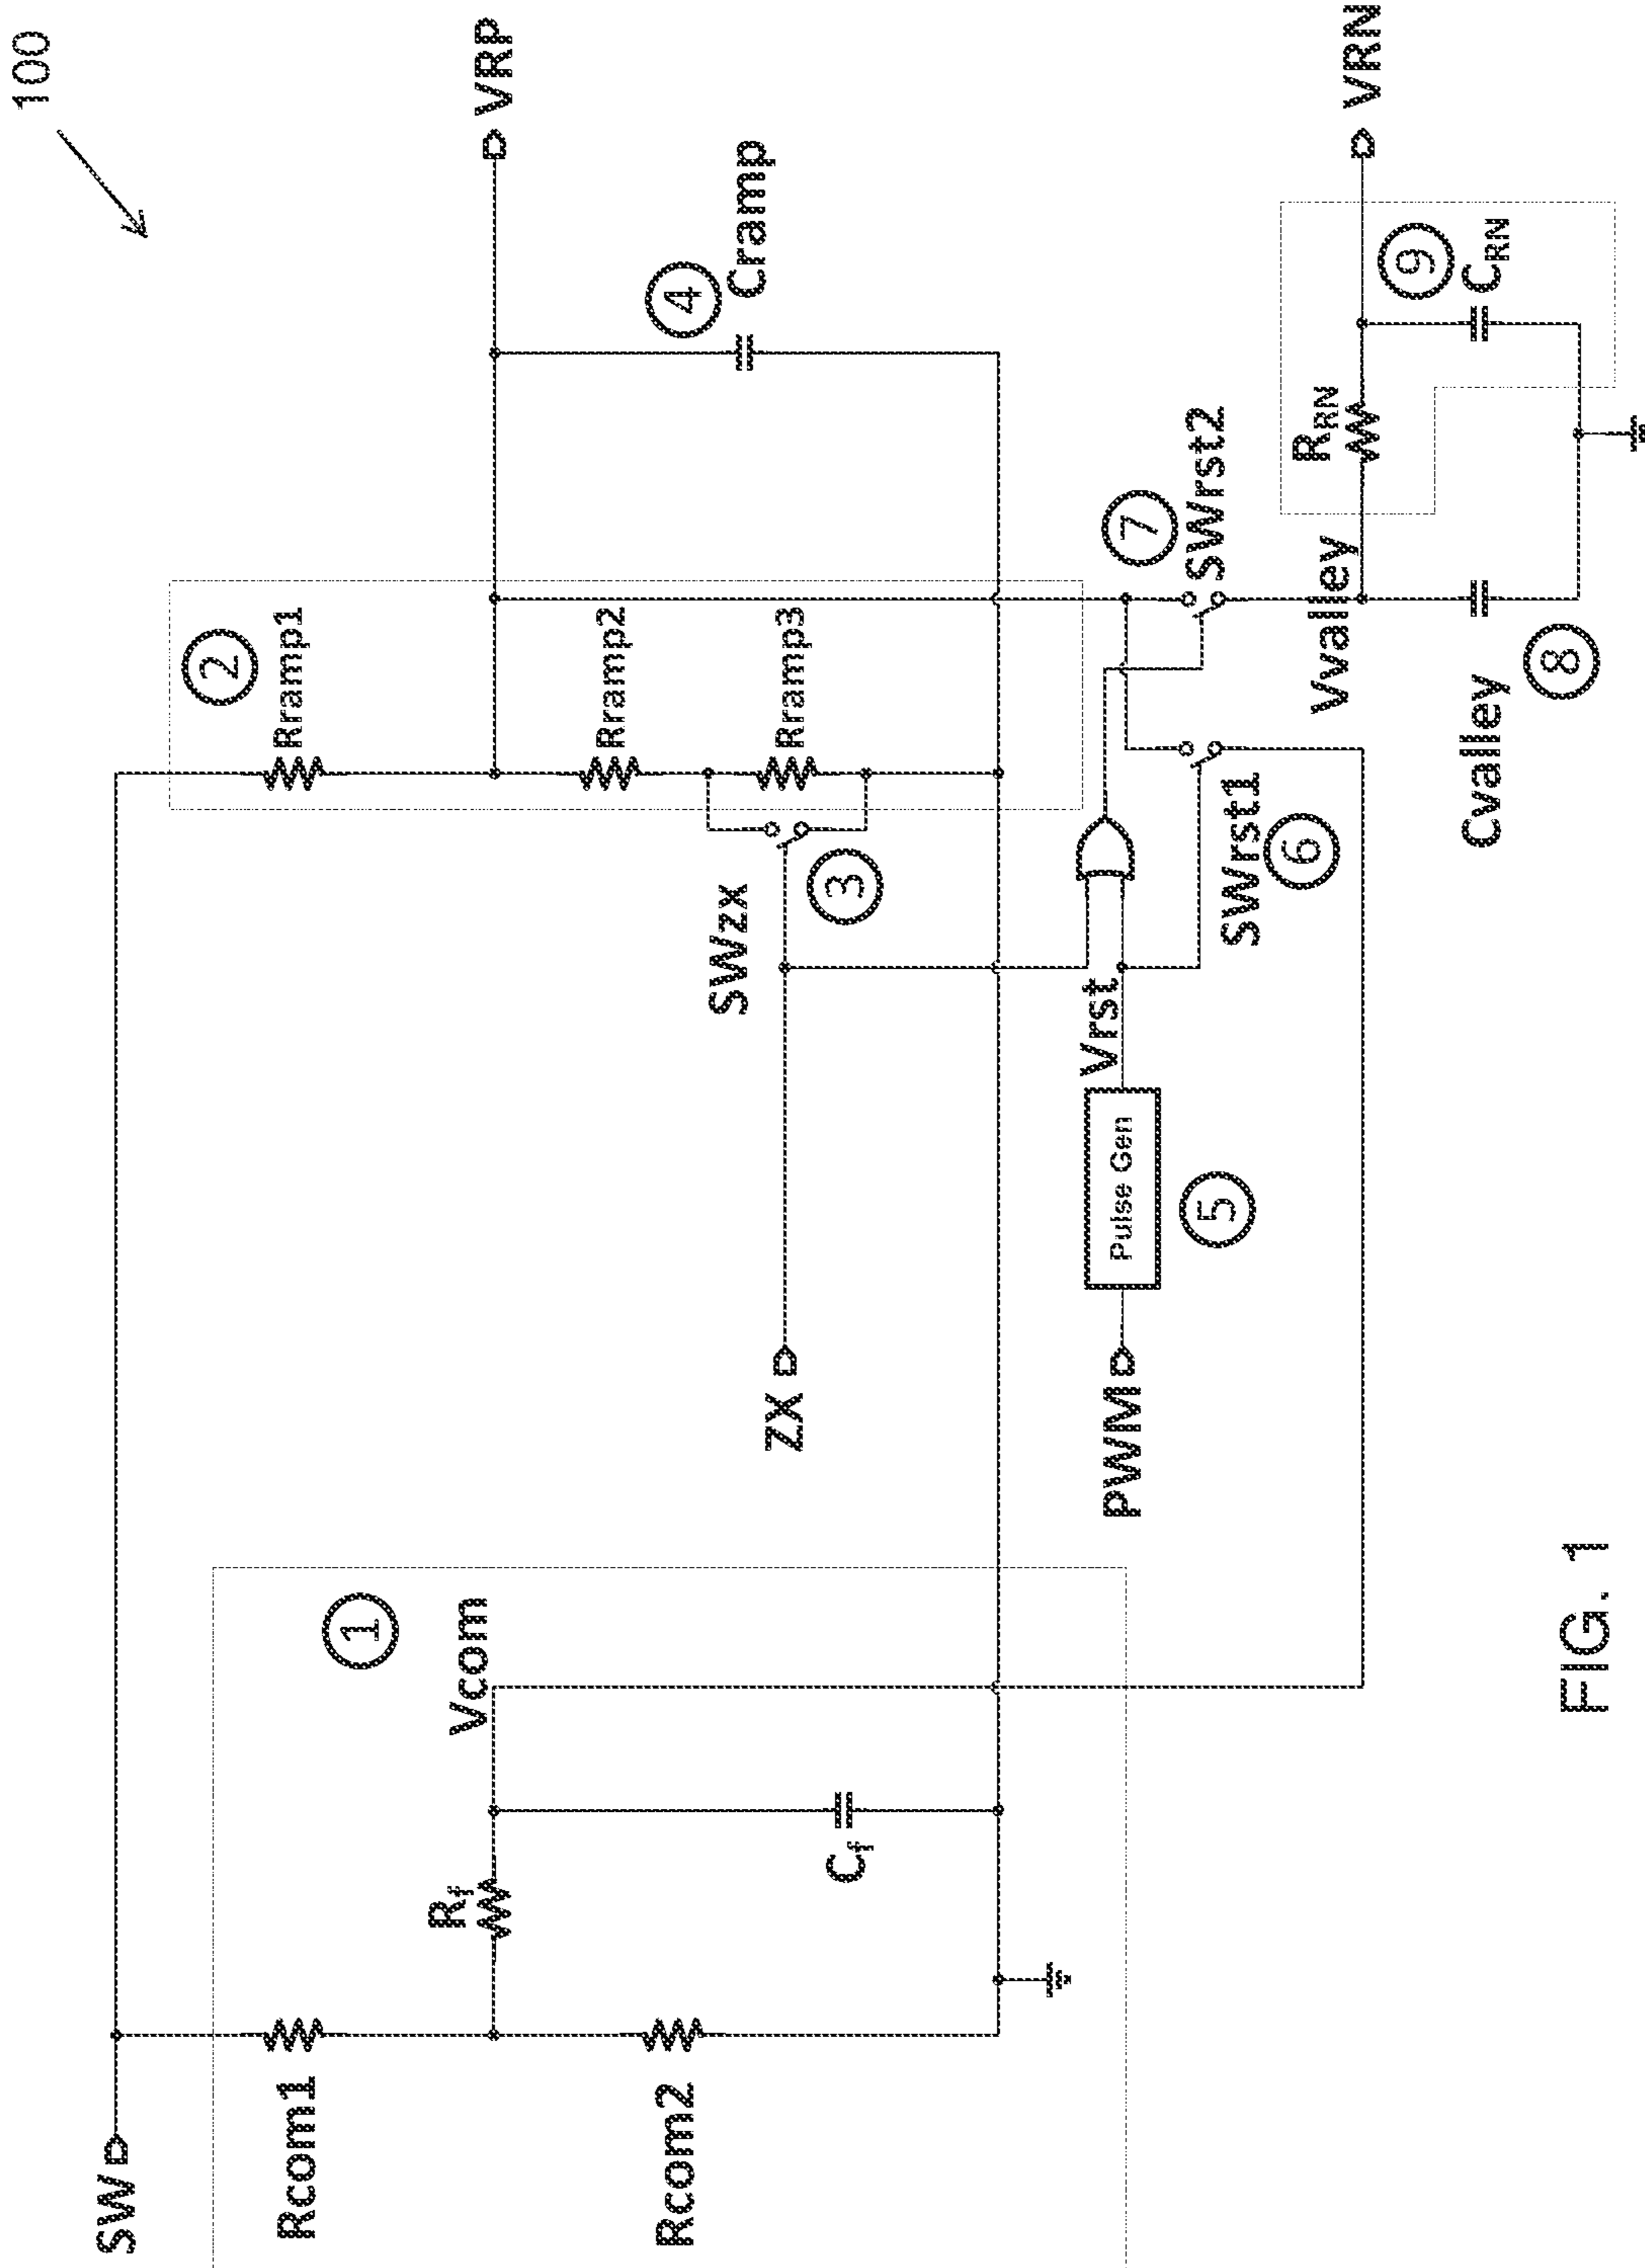 100
SW
Rcom1
Rcom2
Rf
Cf
Vcom
1
2
Rramp1
Rramp2
Rramp3
SWzx
3
4
Cramp
VRP
ZX
PWM
Pulse Gen
5
Vrst
SWrst1
6
7
SWrst2
Vvalley
Cvalley
8
RRN
9
CRN
VRN
FIG. 1